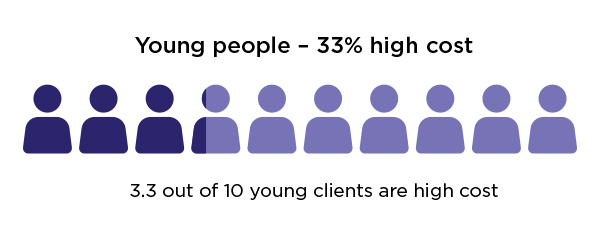 Young people – 33% high cost
3.3 out of 10 young clients are high cost